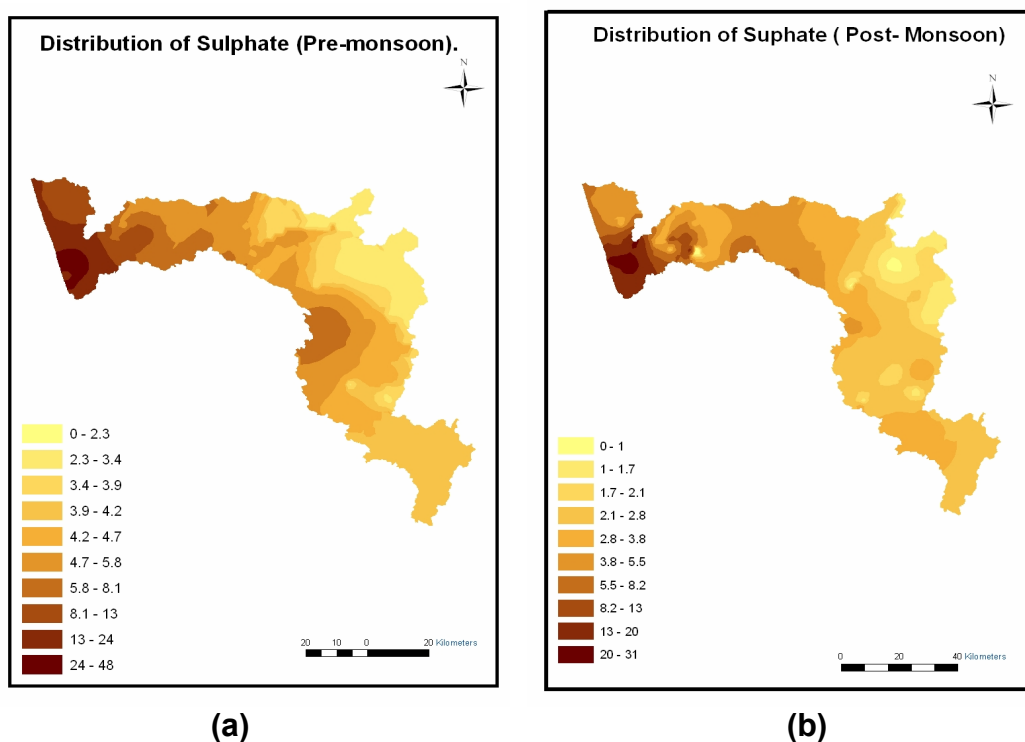 Distribution of Sulphate (Pre-monsoon).
N
0 - 2.3
2.3 - 3.4
3.4 - 3.9
3.9 - 4.2
4.2 - 4.7
4.7 - 5.8
5.8 - 8.1
8.1 - 13
13 - 24
24 - 48
20 10 0 20 Kilometers
(a)
Distribution of Suphate ( Post- Monsoon)
N
0 - 1
1 - 1.7
1.7 - 2.1
2.1 - 2.8
2.8 - 3.8
3.8 - 5.5
5.5 - 8.2
8.2 - 13
13 - 20
20 - 31
0 20 40 Kilometers
(b)